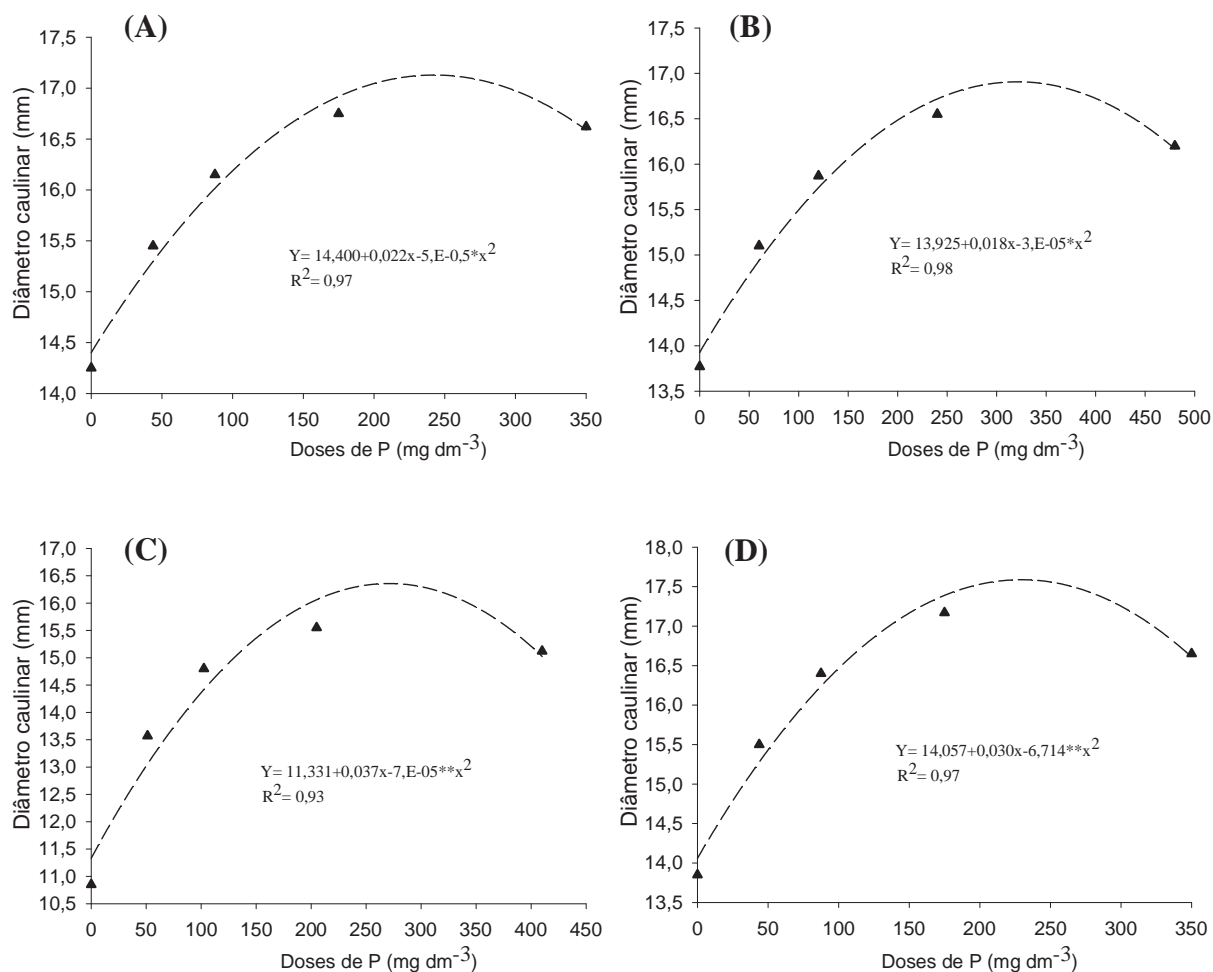 (A)
17,5
17,0
16,5
16,0
15,5
15,0
14,5
14,0
Diâmetro caulinar (mm)
Y= 14,400+0,022x-5,E-0,5*x²
R²= 0,97
0 50 100 150 200 250 300 350
Doses de P (mg dm⁻³)
(B)
17,5
17,0
16,5
16,0
15,5
15,0
14,5
14,0
13,5
Diâmetro caulinar (mm)
Y= 13,925+0,018x-3,E-05*x²
R²= 0,98
0 50 100 150 200 250 300 350 400 450 500
Doses de P (mg dm⁻³)
(C)
17,0
16,5
16,0
15,5
15,0
14,5
14,0
13,5
13,0
12,5
12,0
11,5
11,0
10,5
Diâmetro caulinar (mm)
Y= 11,331+0,037x-7,E-05**x²
R²= 0,93
0 50 100 150 200 250 300 350 400 450
Doses de P (mg dm⁻³)
(D)
18,0
17,5
17,0
16,5
16,0
15,5
15,0
14,5
14,0
13,5
Diâmetro caulinar (mm)
Y= 14,057+0,030x-6,714**x²
R²= 0,97
0 50 100 150 200 250 300 350
Doses de P (mg dm⁻³)